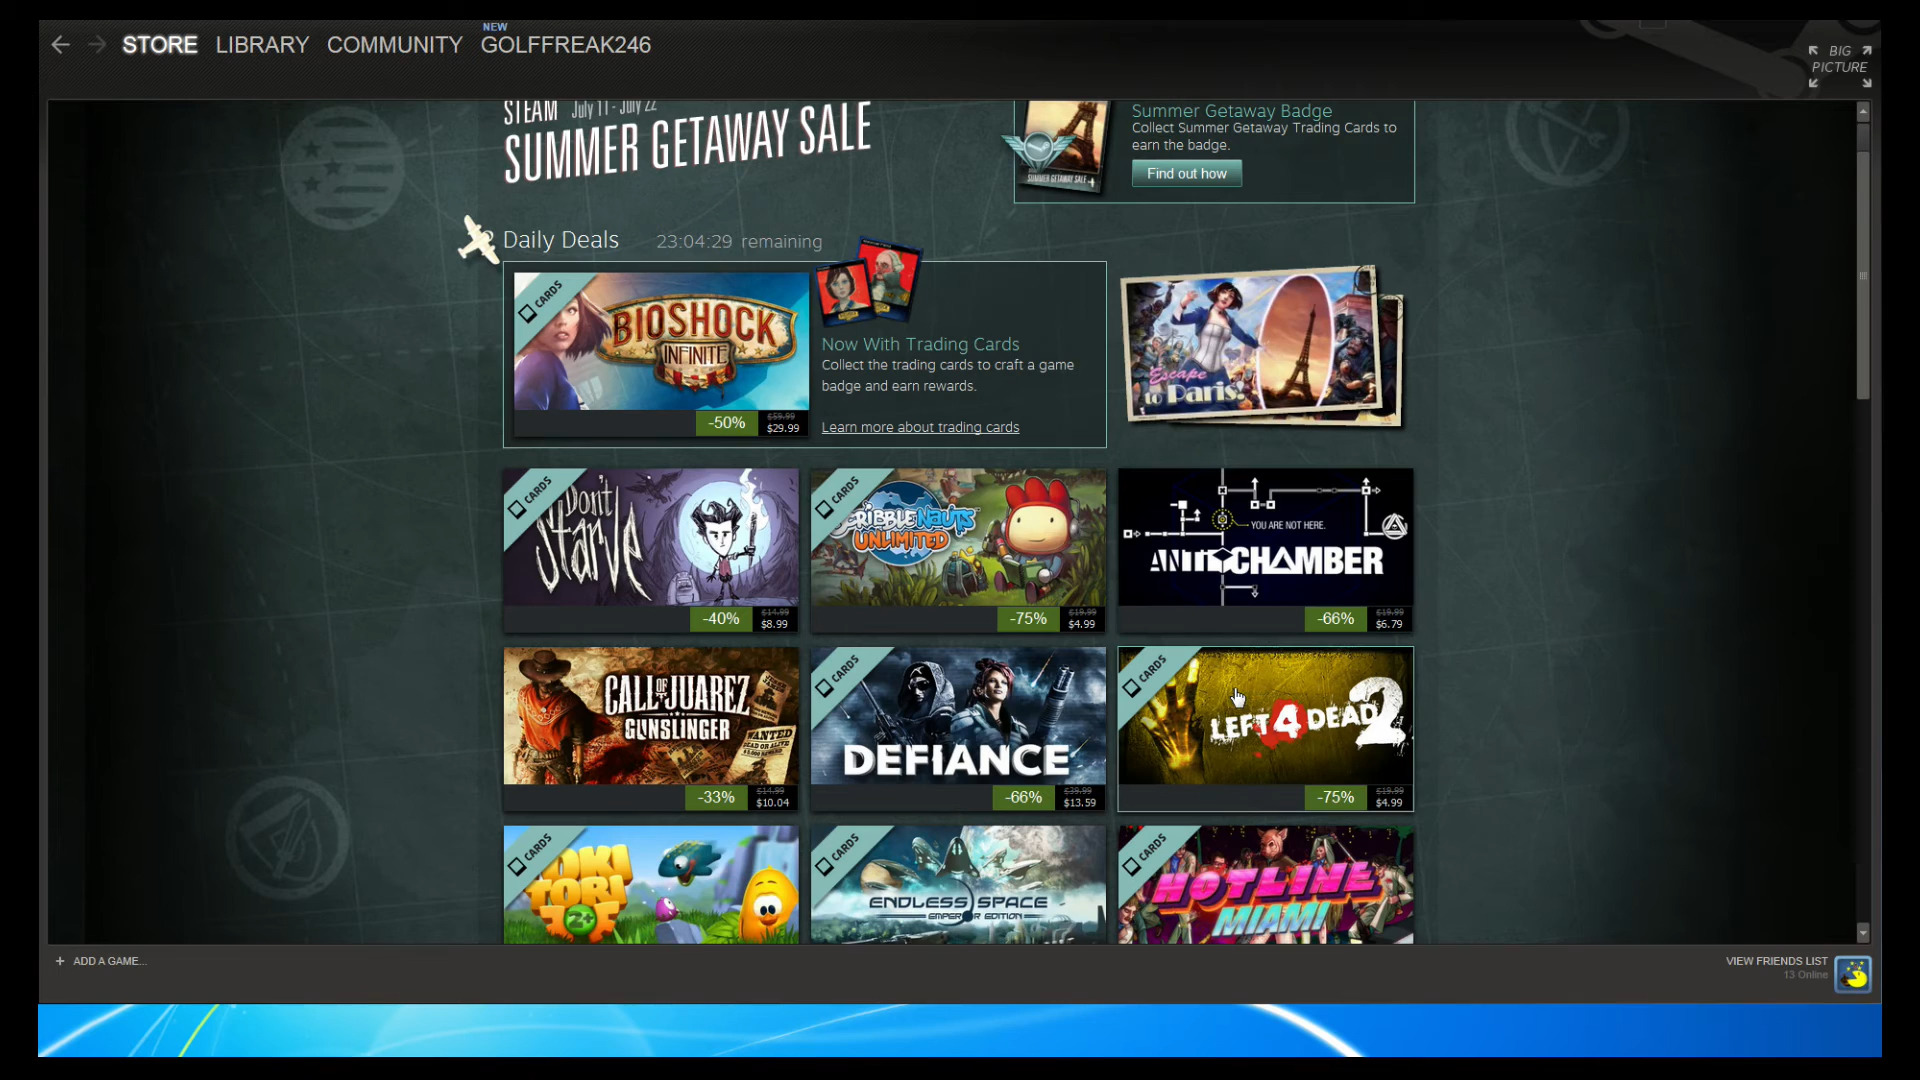 NEW
STORE LIBRARY COMMUNITY GOLFFREAK246
BIG
PICTURE
STEAM July 11 - July 22
SUMMER GETAWAY SALE
Summer Getaway Badge
Collect Summer Getaway Trading Cards to
earn the badge.
Find out how
SUMMER GETAWAY SALE
Daily Deals 23:04:29 remaining
CARDS
BIOSHOCK
INFINITE
-50% $59.99
$29.99
Now With Trading Cards
Collect the trading cards to craft a game
badge and earn rewards.
Learn more about trading cards
Escape
to Paris!
CARDS
Don't
Starve
-40% $14.99
$8.99
CARDS
SCRIBBLENAUTS
UNLIMITED
-75% $19.99
$4.99
YOU ARE NOT HERE.
ANTICHAMBER
-66% $19.99
$6.79
CALL OF JUAREZ
GUNSLINGER
WANTED
DEAD OR ALIVE
-33% $14.99
$10.04
CARDS
DEFIANCE
-66% $39.99
$13.59
CARDS
LEFT 4 DEAD 2
-75% $19.99
$4.99
CARDS
TOKI
TORI
2+
CARDS
ENDLESS SPACE
EMPEROR EDITION
CARDS
HOTLINE
MIAMI
+ ADD A GAME...
VIEW FRIENDS LIST
13 Online